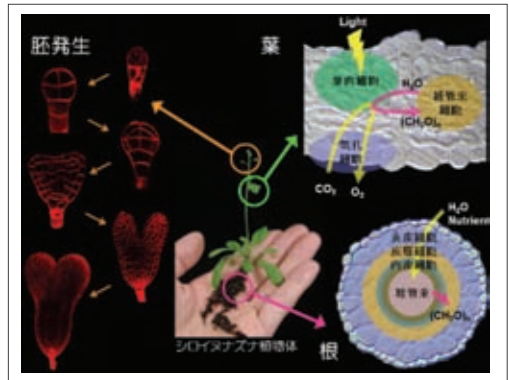 胚発生
葉
Light
葉肉細胞
H₂O
維管束
細胞
(CH₂O)ₙ
気孔
細胞
CO₂
O₂
H₂O
Nutrient
表皮細胞
皮層細胞
内皮細胞
維管束
(CH₂O)ₙ
シロイヌナズナ植物体
根